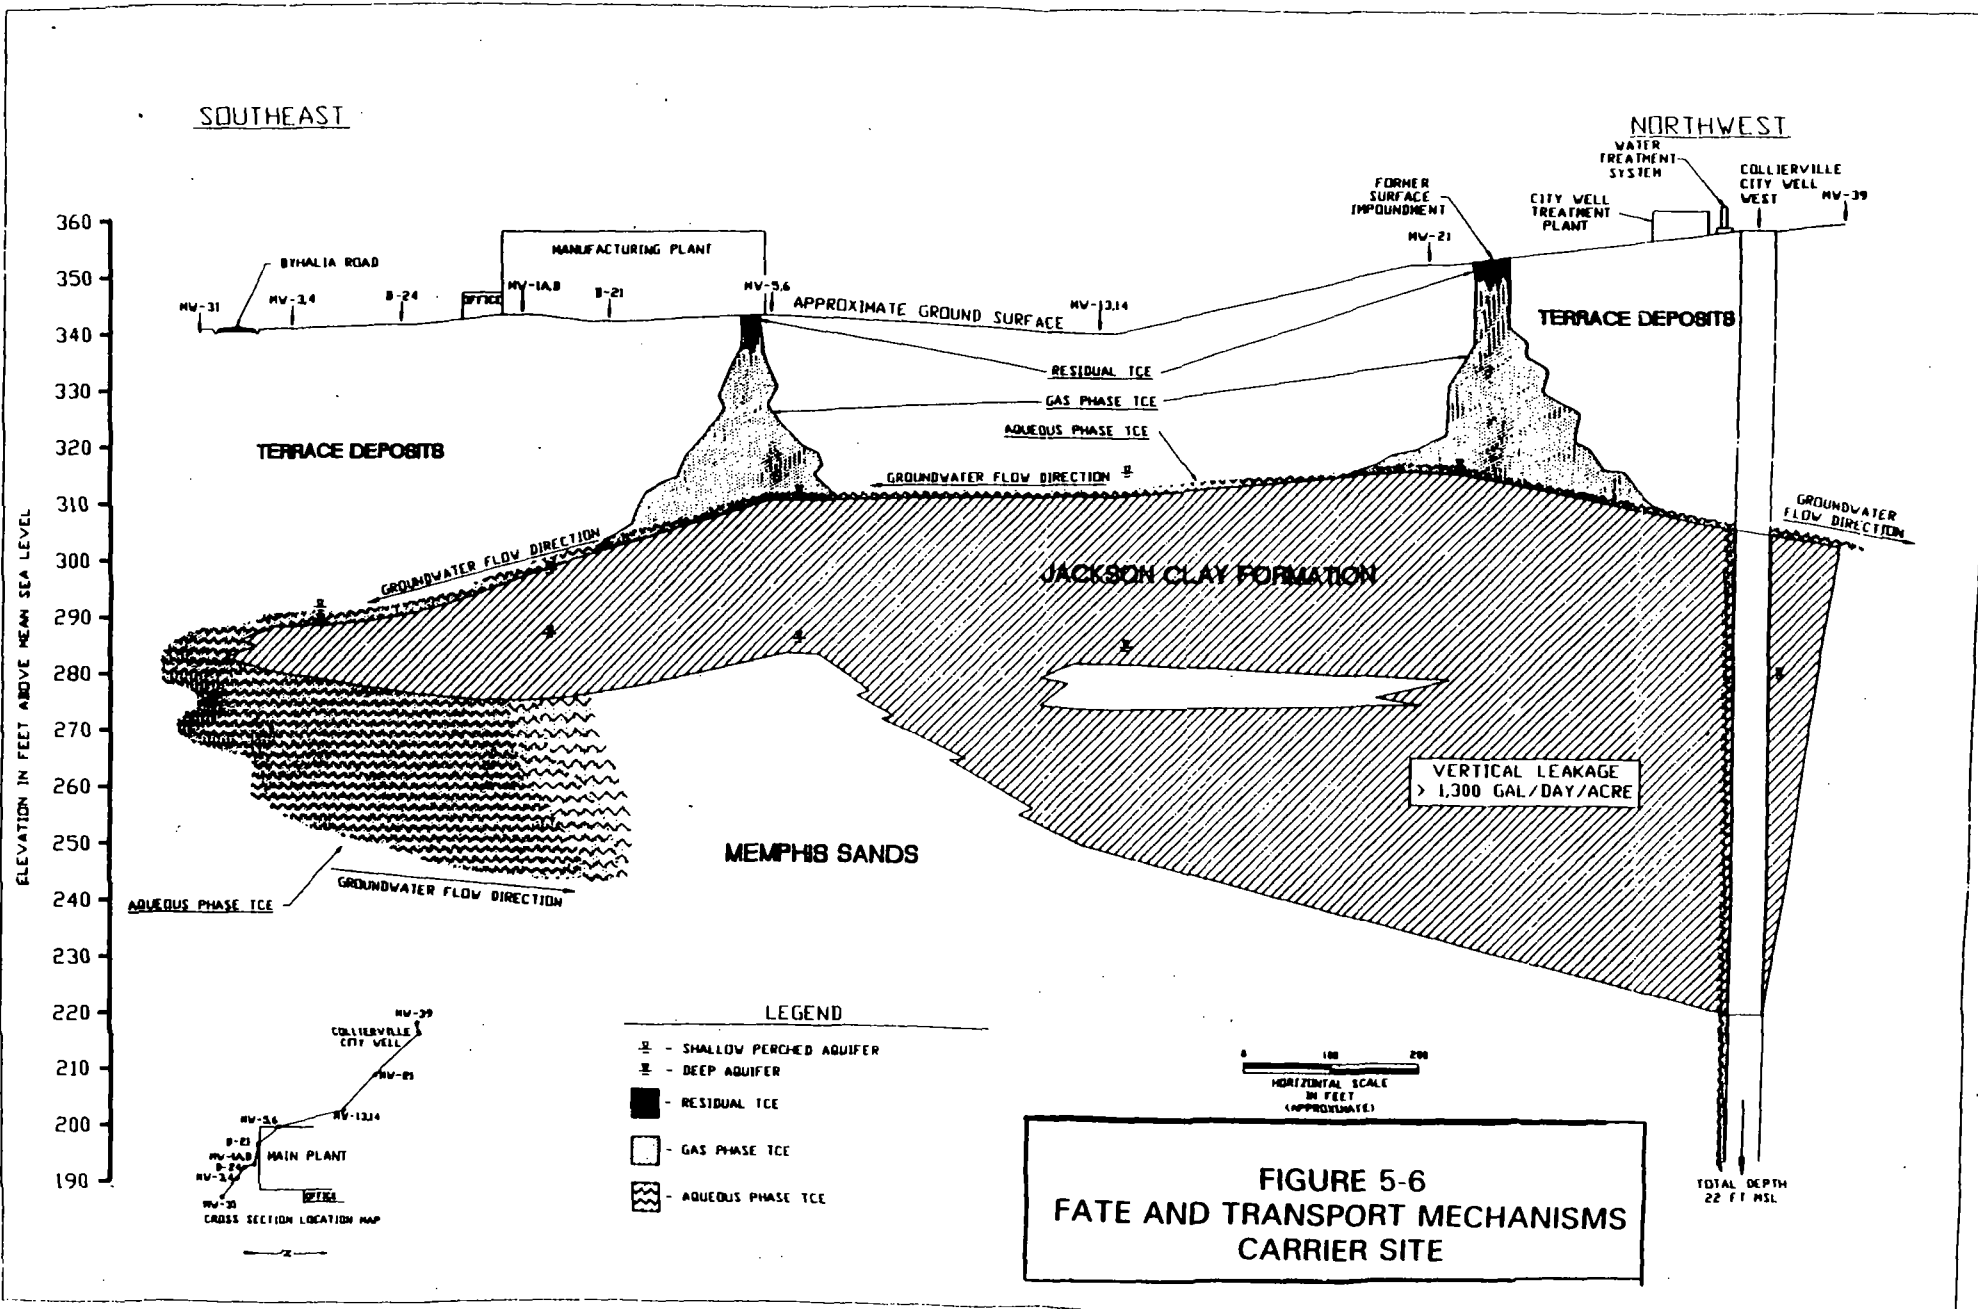 SOUTHEAST
NORTHWEST
WATER
TREATMENT
SYSTEM
COLLIERVILLE
CITY WELL
WEST
MW-39
FORMER
SURFACE
IMPOUNDMENT
CITY WELL
TREATMENT
PLANT
MW-21
360
350
340
330
320
310
300
290
280
270
260
250
240
230
220
210
200
190
ELEVATION IN FEET ABOVE MEAN SEA LEVEL
BYHALIA ROAD
MANUFACTURING PLANT
MW-31
MW-3,4
B-24
OFFICE
MW-1A,B
B-21
MW-5,6
APPROXIMATE GROUND SURFACE
MW-13,14
TERRACE DEPOSITS
RESIDUAL TCE
GAS PHASE TCE
AQUEOUS PHASE TCE
TERRACE DEPOSITS
GROUNDWATER FLOW DIRECTION
GROUNDWATER
FLOW DIRECTION
GROUNDWATER FLOW DIRECTION
JACKSON CLAY FORMATION
VERTICAL LEAKAGE
> 1,300 GAL/DAY/ACRE
MEMPHIS SANDS
GROUNDWATER FLOW DIRECTION
AQUEOUS PHASE TCE
LEGEND
- SHALLOW PERCHED AQUIFER
- DEEP AQUIFER
- RESIDUAL TCE
- GAS PHASE TCE
- AQUEOUS PHASE TCE
MW-39
COLLIERVILLE
CITY WELL
MW-21
MW-13,14
MW-5,6
B-21
MW-1A,B
B-24
MW-3,4
MW-31
MAIN PLANT
OFFICE
CROSS SECTION LOCATION MAP
Z
0 100 200
HORIZONTAL SCALE
IN FEET
(APPROXIMATE)
TOTAL DEPTH
22 FT MSL
FIGURE 5-6
FATE AND TRANSPORT MECHANISMS
CARRIER SITE